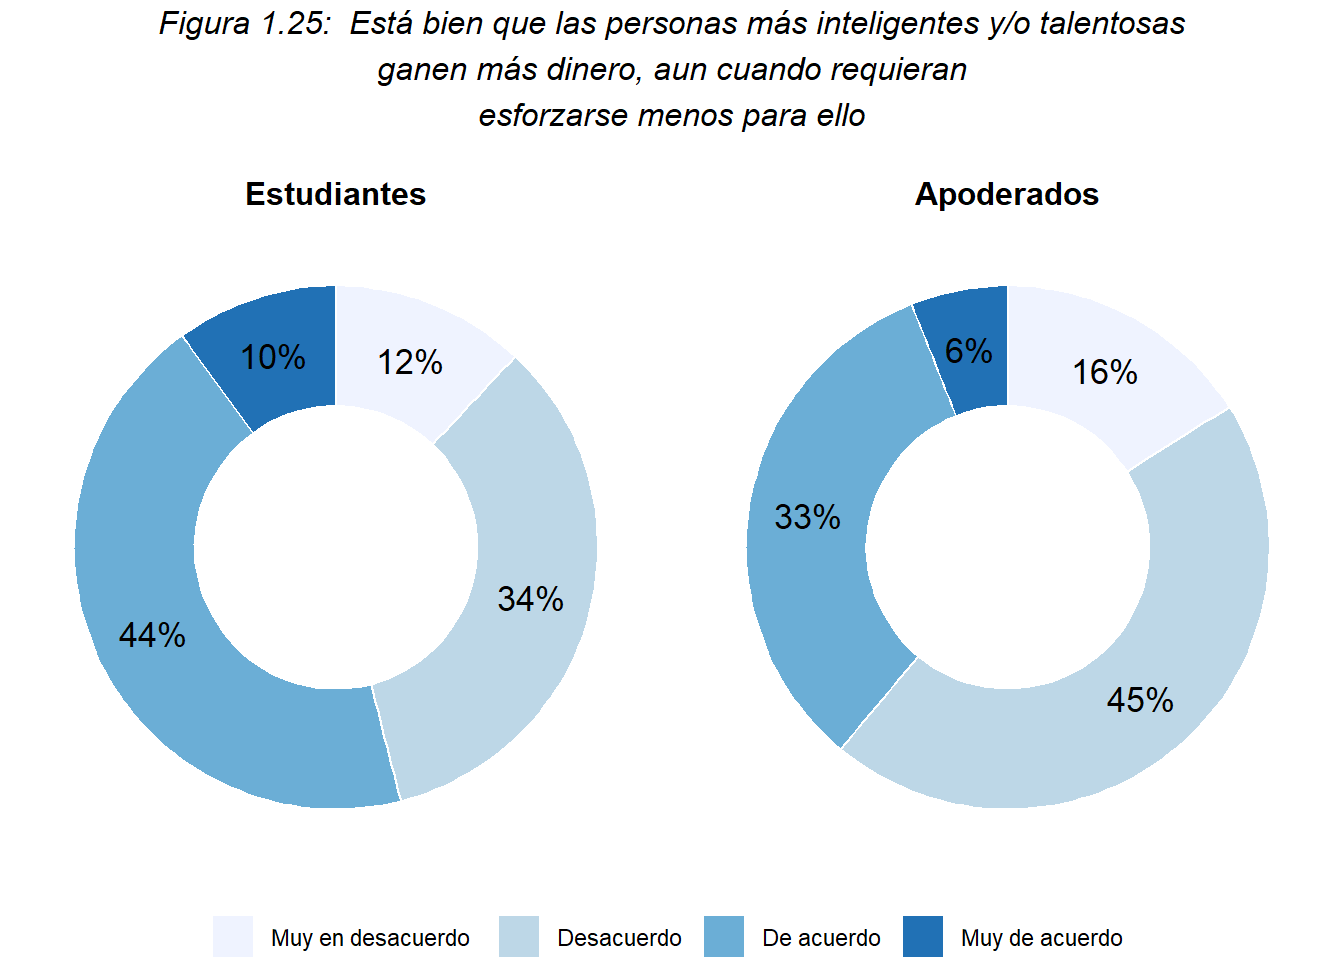 Figura 1.25:  Está bien que las personas más inteligentes y/o talentosas
ganen más dinero, aun cuando requieran
esforzarse menos para ello
Estudiantes
Apoderados
10%
12%
34%
44%
6%
16%
33%
45%
Muy en desacuerdo
Desacuerdo
De acuerdo
Muy de acuerdo